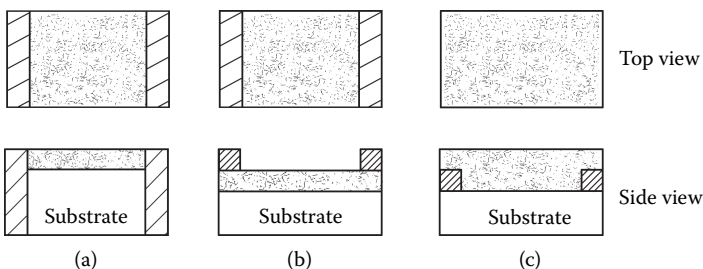 Top view
Substrate
Substrate
Substrate
Side view
(a)
(b)
(c)